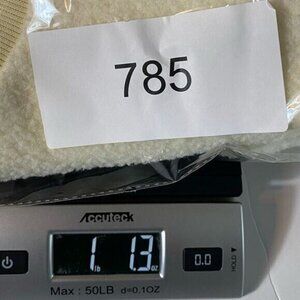 785
Accuteck
1 lb 1.3 oz
0.0
HOLD
Max : 50LB d=0.1OZ